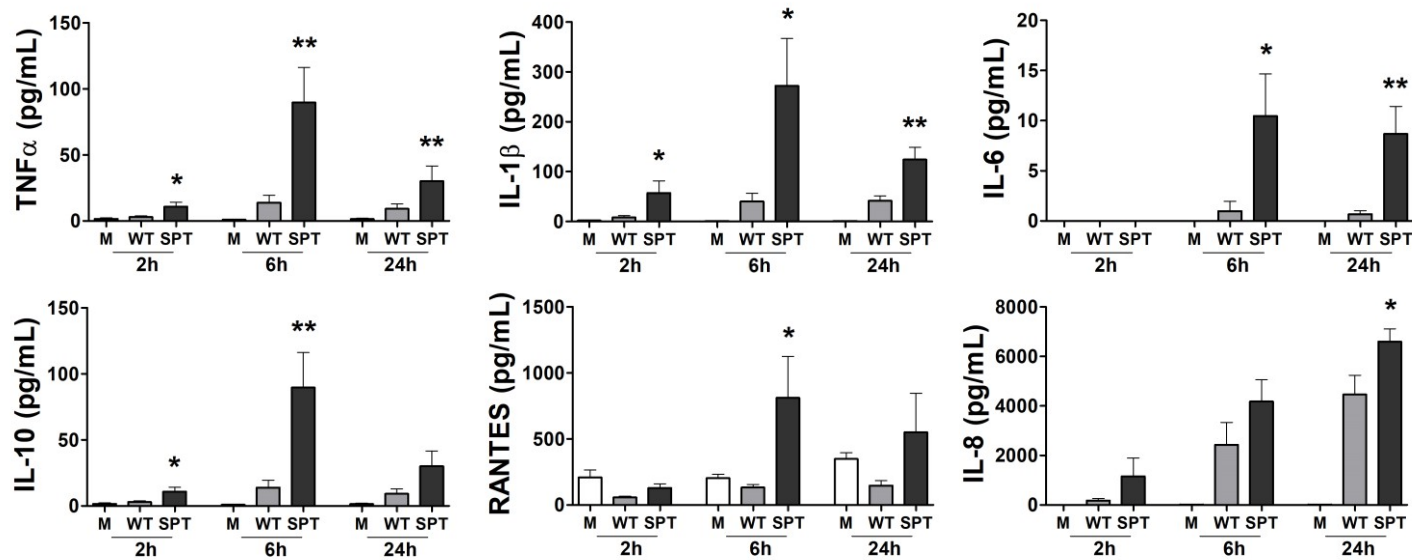 TNFα (pg/mL)
150
100
50
0
*
**
**
M WT SPT M WT SPT M WT SPT
2h 6h 24h
IL-1β (pg/mL)
400
300
200
100
0
*
*
**
M WT SPT M WT SPT M WT SPT
2h 6h 24h
IL-6 (pg/mL)
20
15
10
5
0
*
**
M WT SPT M WT SPT M WT SPT
2h 6h 24h
IL-10 (pg/mL)
150
100
50
0
*
**
M WT SPT M WT SPT M WT SPT
2h 6h 24h
RANTES (pg/mL)
1500
1000
500
0
*
M WT SPT M WT SPT M WT SPT
2h 6h 24h
IL-8 (pg/mL)
8000
6000
4000
2000
0
*
M WT SPT M WT SPT M WT SPT
2h 6h 24h